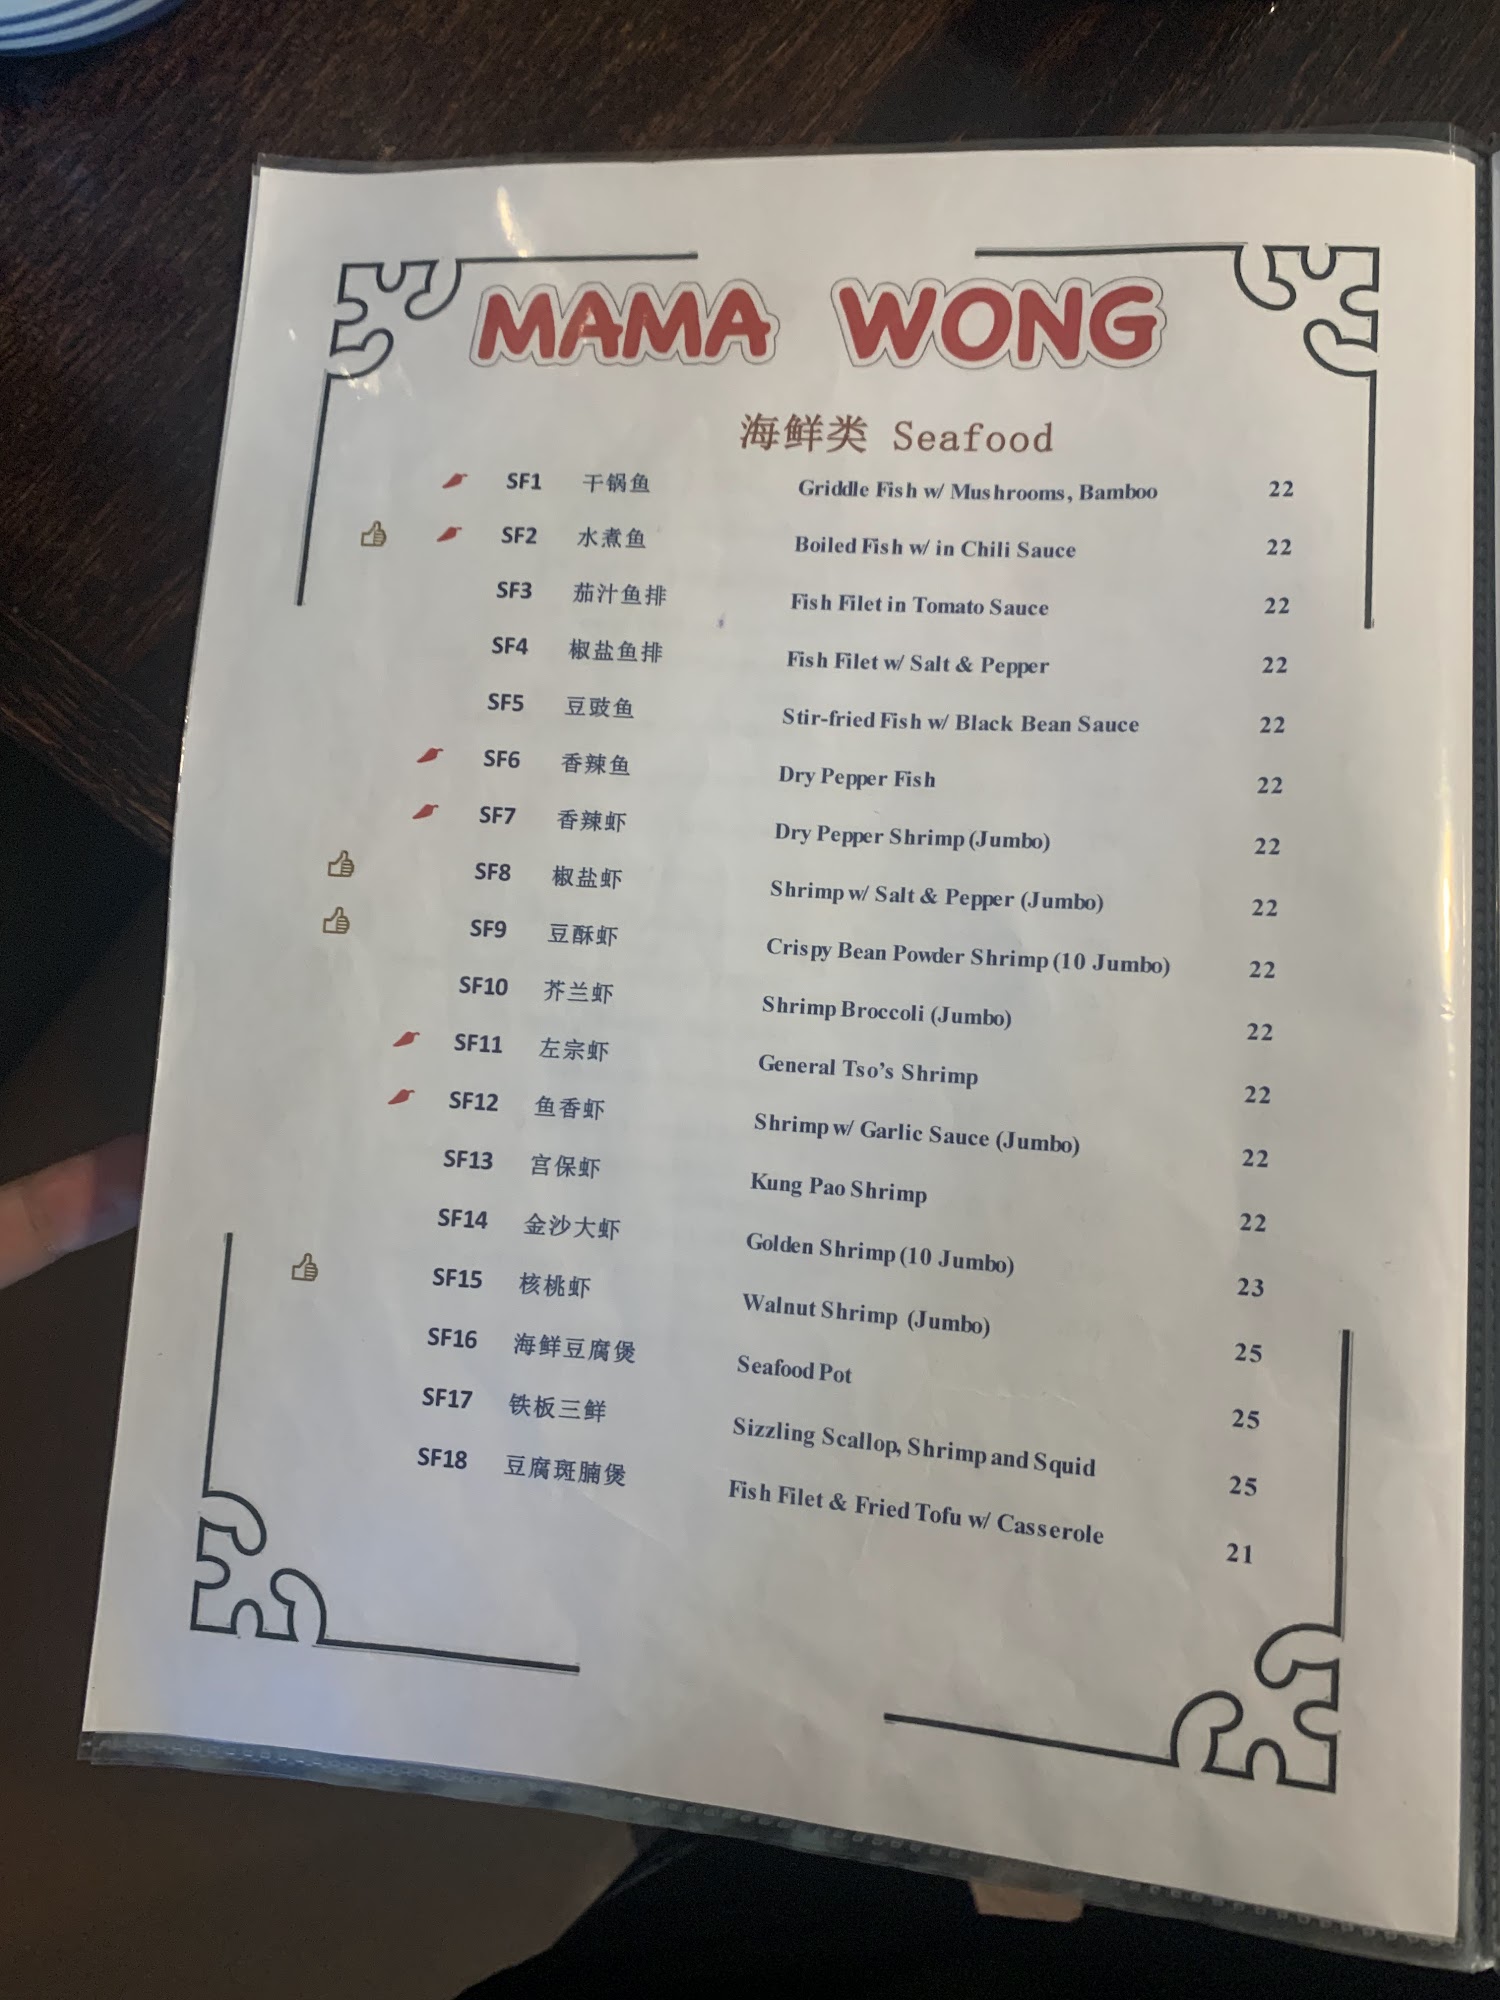 MAMA WONG
海鲜类 Seafood
SF1 干锅鱼 Griddle Fish w/ Mushrooms, Bamboo 22
SF2 水煮鱼 Boiled Fish w/ in Chili Sauce 22
SF3 茄汁鱼排 Fish Filet in Tomato Sauce 22
SF4 椒盐鱼排 Fish Filet w/ Salt & Pepper 22
SF5 豆豉鱼 Stir-fried Fish w/ Black Bean Sauce 22
SF6 香辣鱼 Dry Pepper Fish 22
SF7 香辣虾 Dry Pepper Shrimp (Jumbo) 22
SF8 椒盐虾 Shrimp w/ Salt & Pepper (Jumbo) 22
SF9 豆酥虾 Crispy Bean Powder Shrimp (10 Jumbo) 22
SF10 芥兰虾 Shrimp Broccoli (Jumbo) 22
SF11 左宗虾 General Tso's Shrimp 22
SF12 鱼香虾 Shrimp w/ Garlic Sauce (Jumbo) 22
SF13 宫保虾 Kung Pao Shrimp 22
SF14 金沙大虾 Golden Shrimp (10 Jumbo) 23
SF15 核桃虾 Walnut Shrimp (Jumbo) 25
SF16 海鲜豆腐煲 Seafood Pot 25
SF17 铁板三鲜 Sizzling Scallop, Shrimp and Squid 25
SF18 豆腐斑腩煲 Fish Filet & Fried Tofu w/ Casserole 21